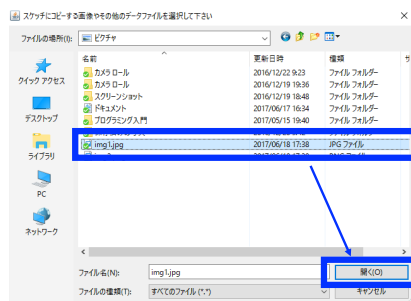 スケッチにコピーする画像やその他のデータファイルを選択して下さい
ファイルの場所(I): ピクチャ
名前 更新日時 種類 サ
カメラロール 2016/12/22 9:23 ファイル フォルダー
カメラロール 2016/12/19 19:36 ファイル フォルダー
スクリーンショット 2016/12/19 18:48 ファイル フォルダー
ドキュメント 2017/06/17 16:34 ファイル フォルダー
プログラミング入門 2017/05/15 19:40 ファイル フォルダー
img1.jpg 2017/06/18 17:38 JPG ファイル
クイック アクセス
デスクトップ
ライブラリ
PC
ネットワーク
ファイル名(N): img1.jpg 開く(O)
ファイルの種類(T): すべてのファイル (*.*) キャンセル